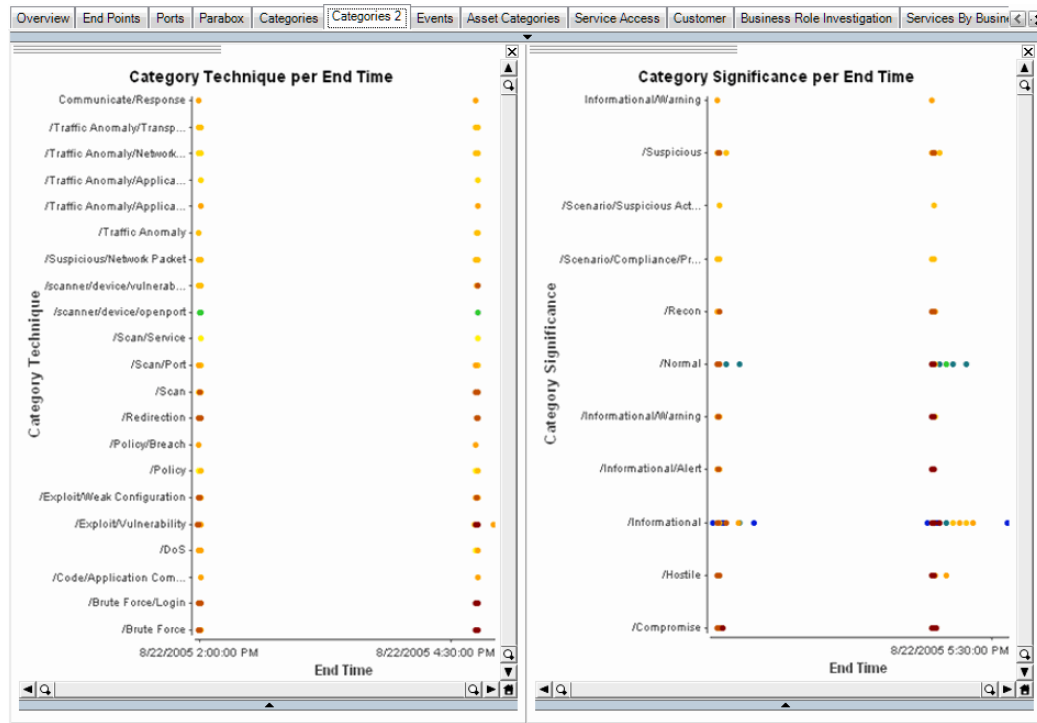 Overview End Points Ports Parabox Categories Categories 2 Events Asset Categories Service Access Customer Business Role Investigation Services By Busin
Category Technique per End Time
Communicate/Response
/Traffic Anomaly/Transp...
/Traffic Anomaly/Network...
/Traffic Anomaly/Applica...
/Traffic Anomaly/Applica...
/Traffic Anomaly
/Suspicious/Network Packet
/scanner/device/vulnerab...
/scanner/device/openport
/Scan/Service
/Scan/Port
/Scan
/Redirection
/Policy/Breach
/Policy
/Exploit/Weak Configuration
/Exploit/Vulnerability
/DoS
/Code/Application Com...
/Brute Force/Login
/Brute Force
Category Technique
8/22/2005 2:00:00 PM 8/22/2005 4:30:00 PM
End Time
Category Significance per End Time
Informational/Warning
/Suspicious
/Scenario/Suspicious Act...
/Scenario/Compliance/Pr...
/Recon
/Normal
/Informational/Warning
/Informational/Alert
/Informational
/Hostile
/Compromise
Category Significance
8/22/2005 5:30:00 PM
End Time